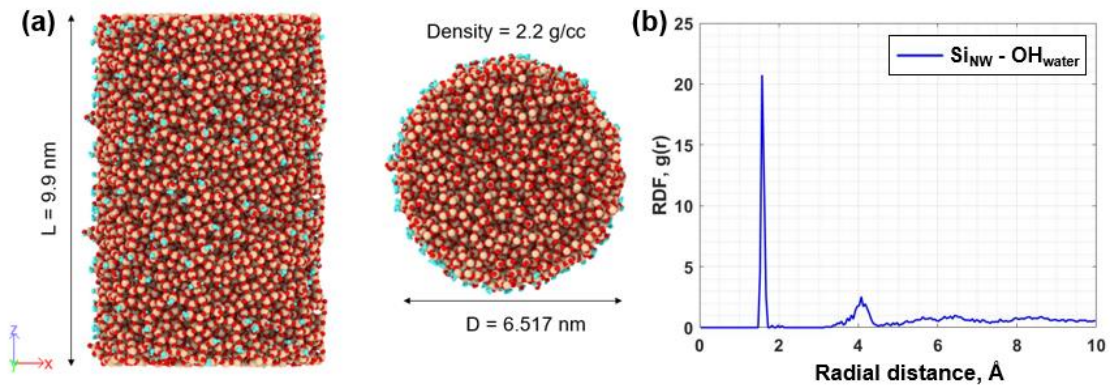 (a)
Density = 2.2 g/cc
L = 9.9 nm
D = 6.517 nm
Z
Y
X
(b)
Si_NW - OH_water
RDF, g(r)
25
20
15
10
5
0
0
2
4
6
8
10
Radial distance, Å